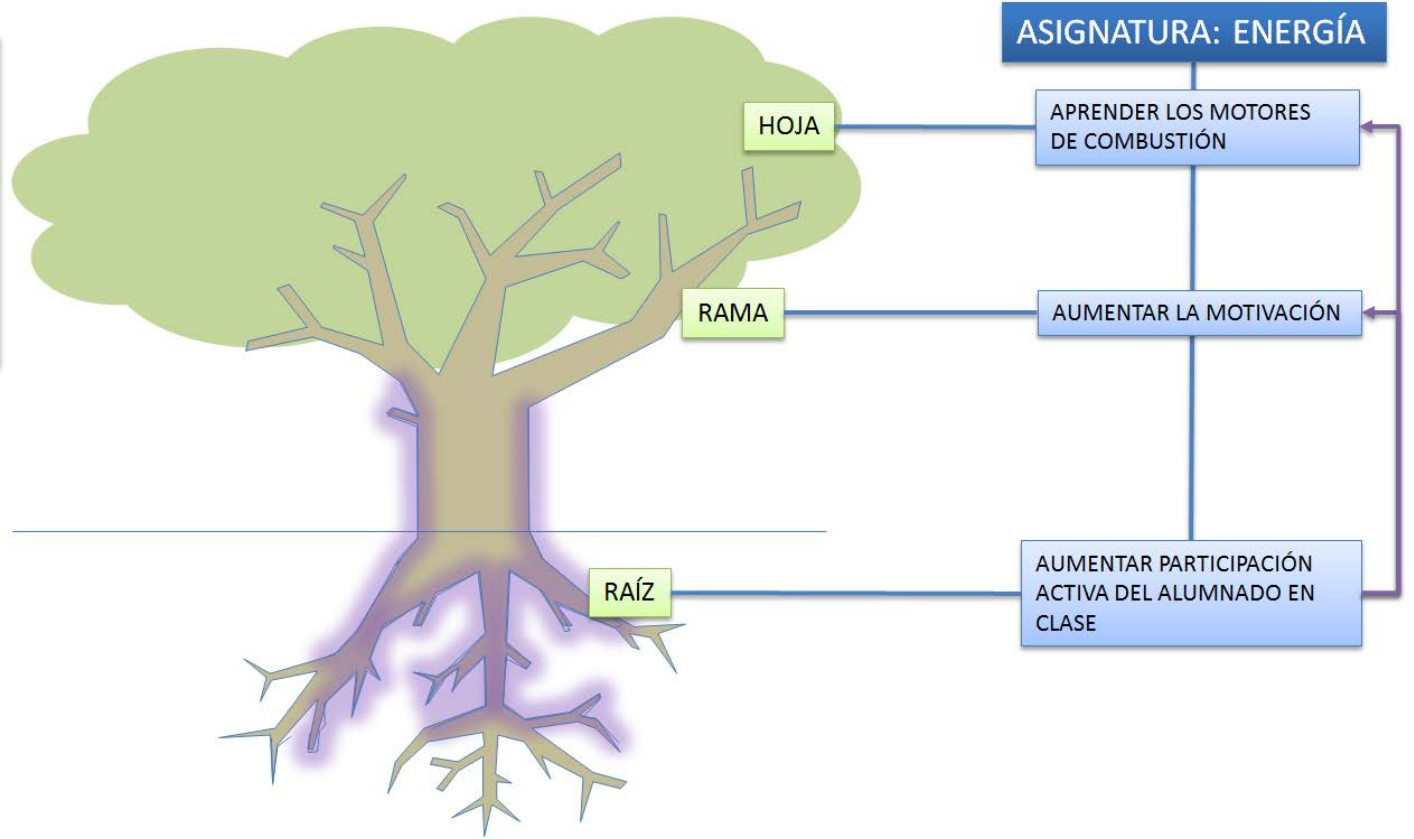 ASIGNATURA: ENERGÍA
HOJA
APRENDER LOS MOTORES
DE COMBUSTIÓN
RAMA
AUMENTAR LA MOTIVACIÓN
RAÍZ
AUMENTAR PARTICIPACIÓN
ACTIVA DEL ALUMNADO EN
CLASE